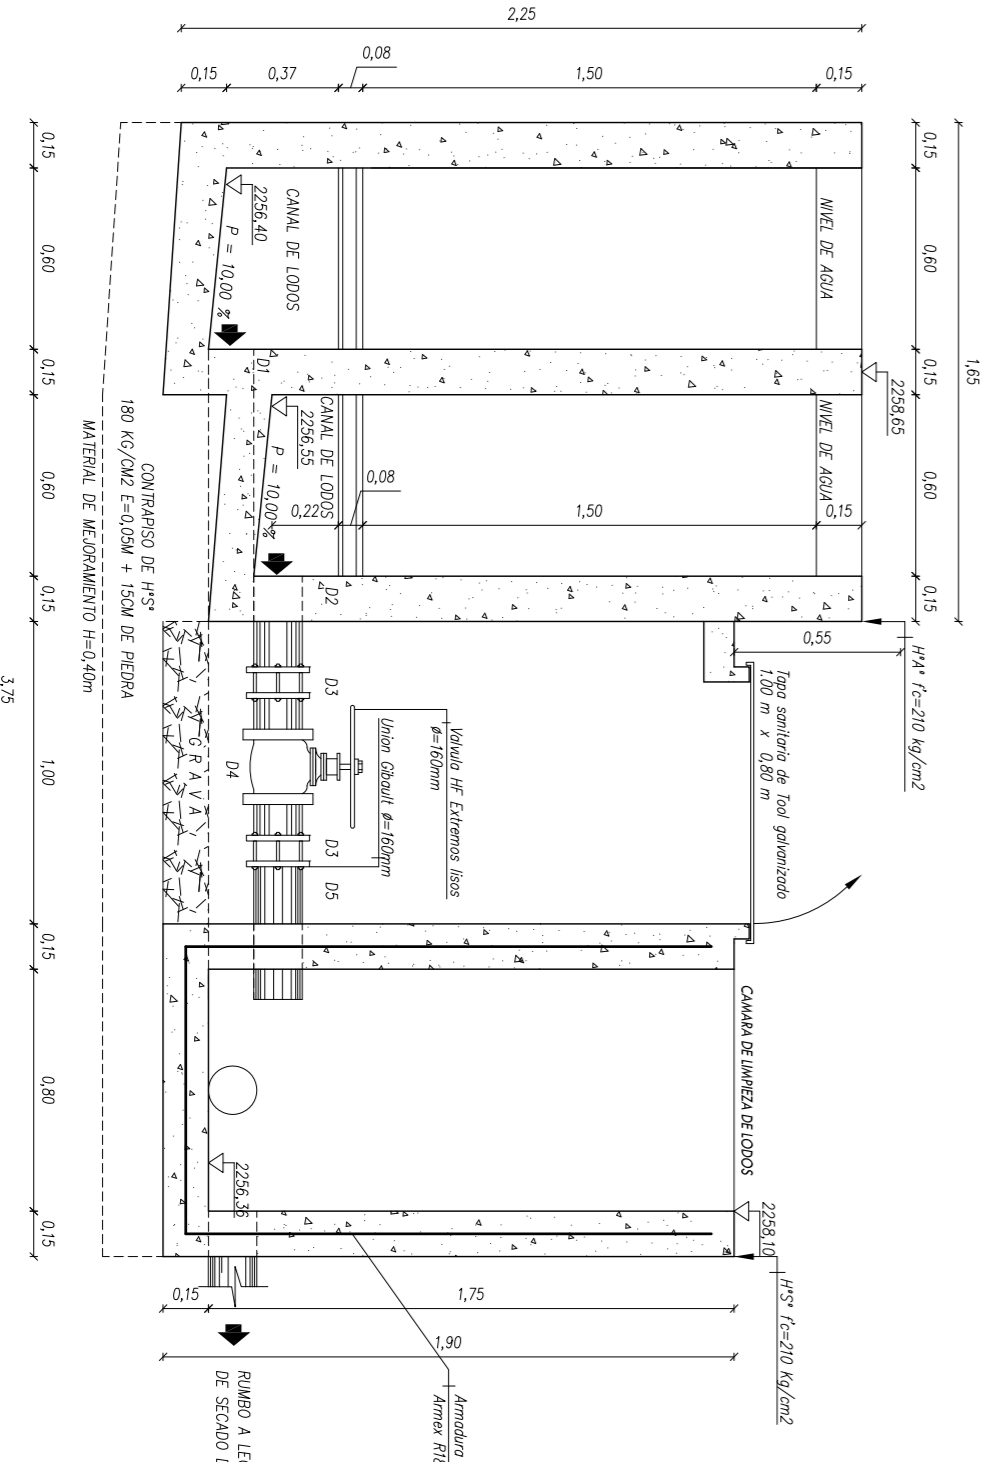 2,25
0,15
0,37
0,08
1,50
0,15
1,65
0,15
0,60
0,15
0,60
0,15
NIVEL DE AGUA
NIVEL DE AGUA
2258,65
CANAL DE LODOS
2256,40
P = 10,00 %
D1
CANAL DE LODOS
2256,55
P = 10,00 %
0,22
0,08
1,50
0,15
D2
H°A° f'c=210 kg/cm2
0,55
Tapa sanitaria de Tool galvanizado
1.00 m x 0,80 m
Valvula HF Extremos lisos
ø=160mm
Union Gibault ø=160mm
D3
D4
D3
D5
G R A V A
CAMARA DE LIMPIEZA DE LODOS
2258,10
H°S° f'c=210 Kg/cm2
2256,36
0,15
1,75
1,90
Armadura
Armex R18
RUMBO A
DE SECADO
CONTRAPISO DE H°S°
180 KG/CM2 E=0,05M + 15CM DE PIEDRA
MATERIAL DE MEJORAMIENTO H=0,40m
0,15
0,60
0,15
0,60
0,15
1,00
0,15
0,80
0,15
3,75